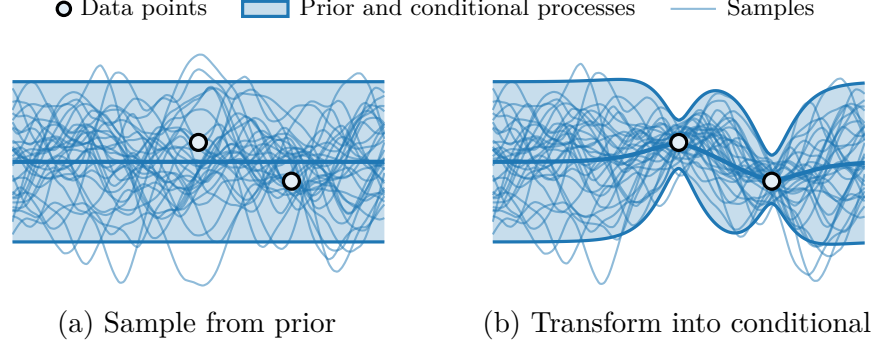 Data points Prior and conditional processes Samples
(a) Sample from prior
(b) Transform into conditional